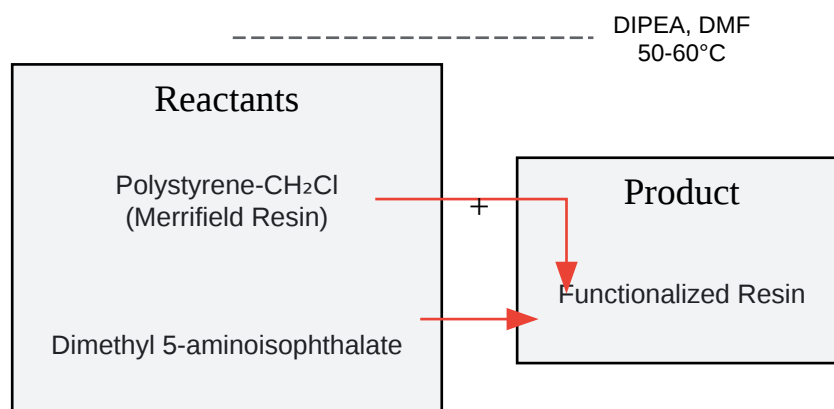 DIPEA, DMF
50-60°C
Reactants
Polystyrene-CH₂Cl
(Merrifield Resin)
+
Dimethyl 5-aminoisophthalate
Product
Functionalized Resin